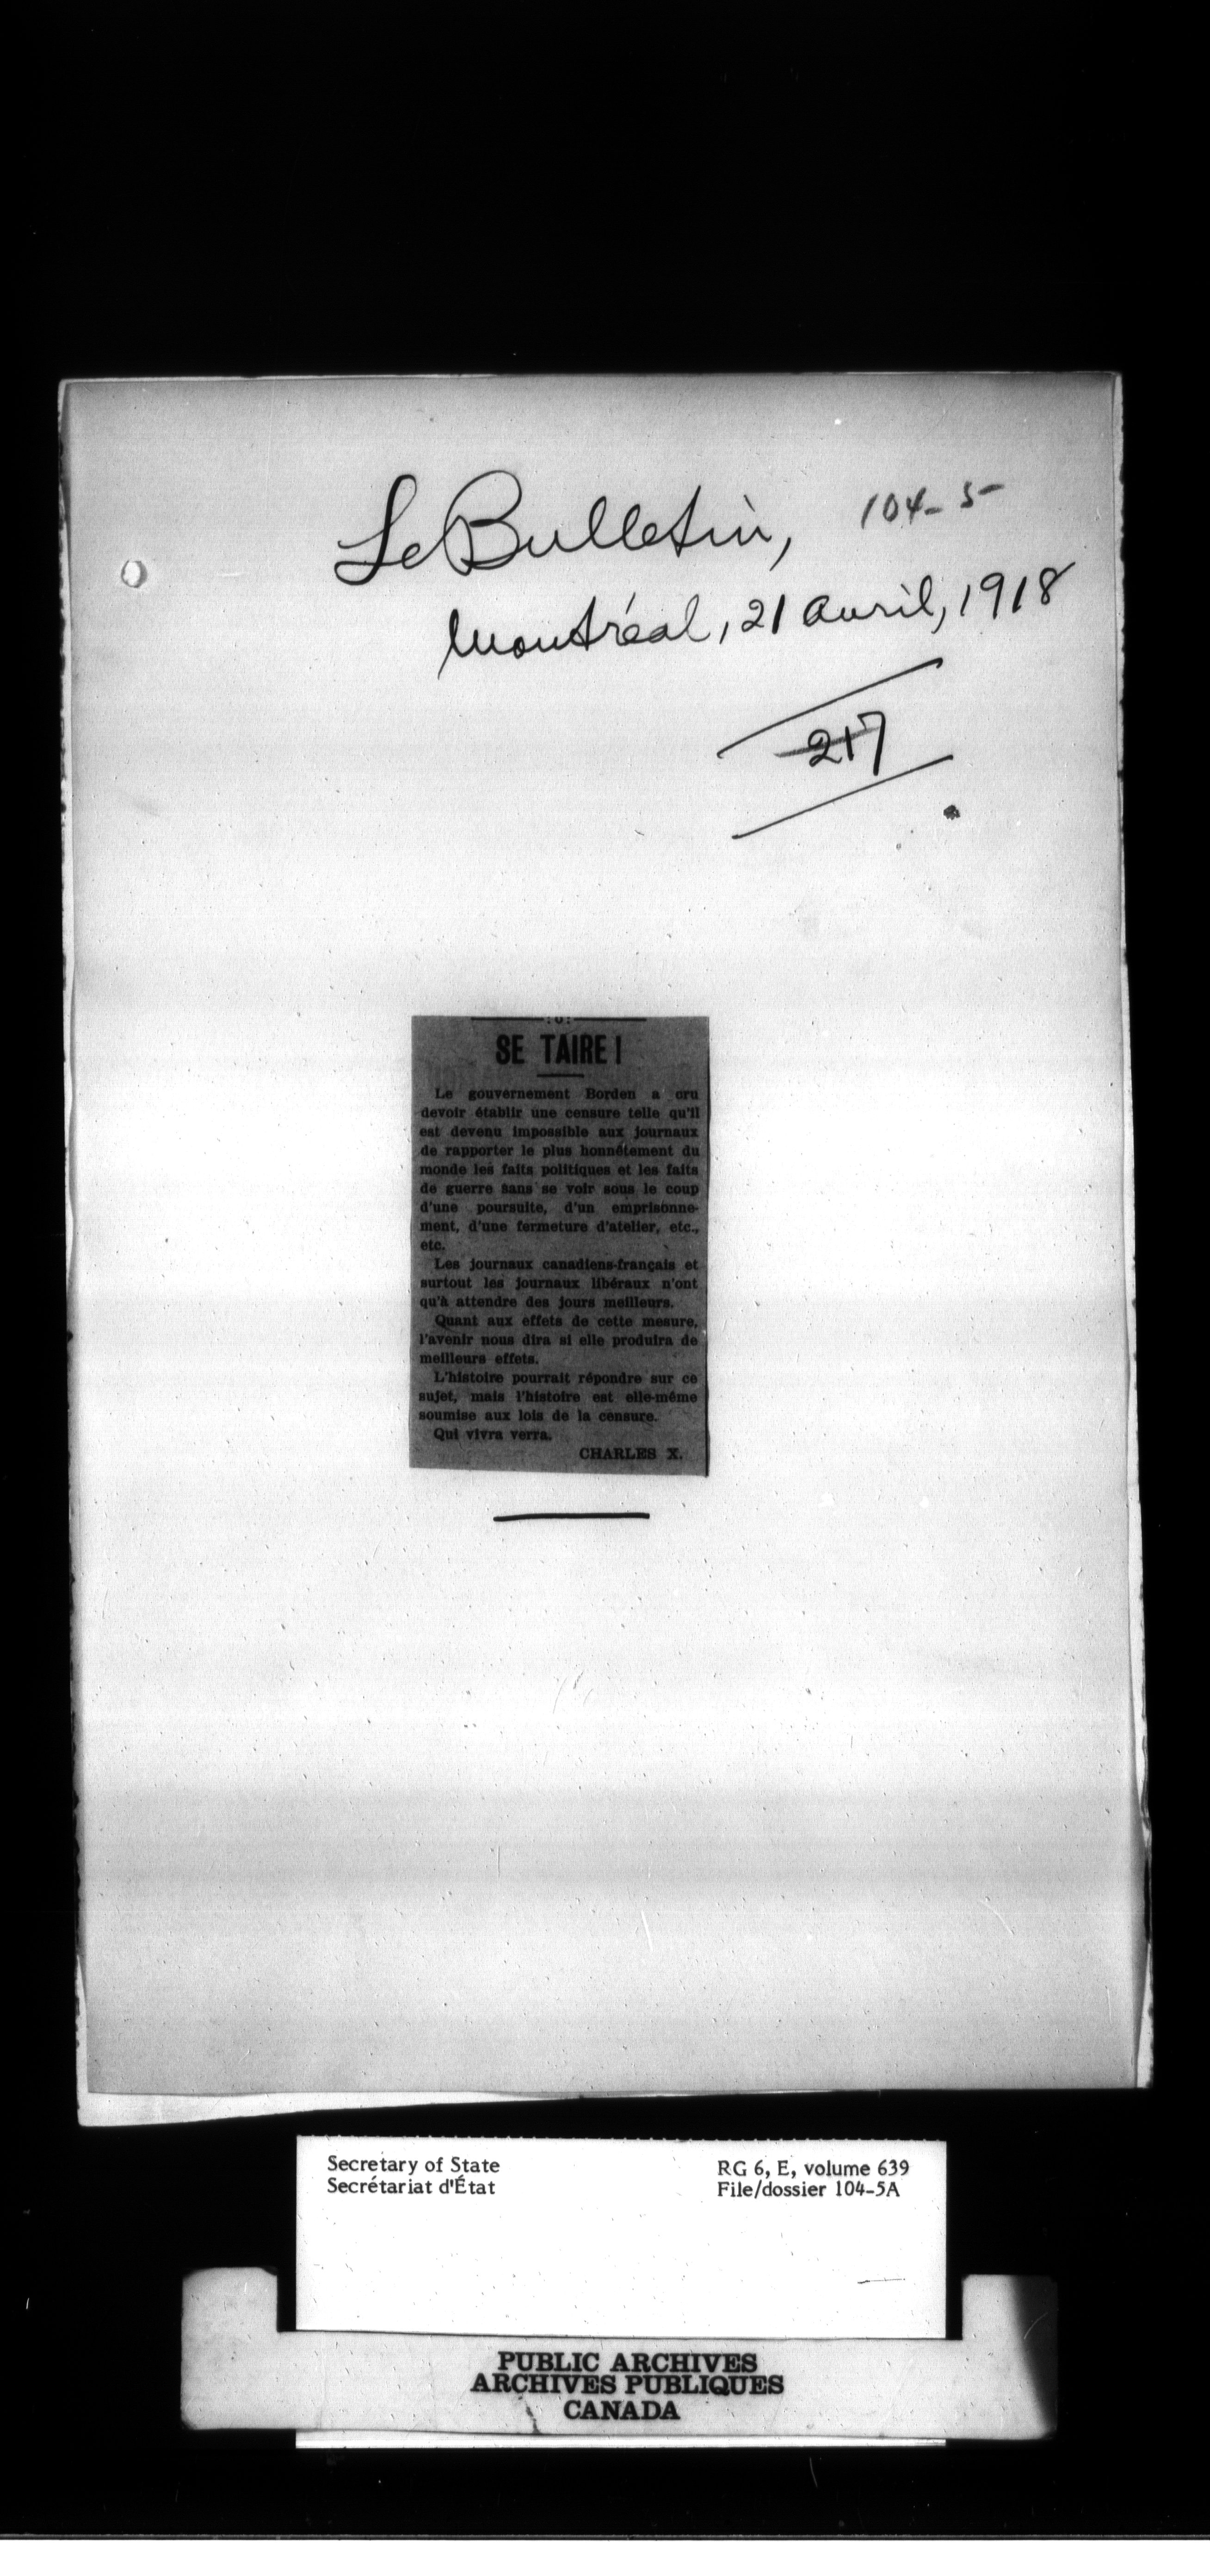 Le Bulletin, 104-5
Montréal, 21 avril, 1918
217
:o:
SE TAIRE!
Le gouvernement Borden a cru
devoir établir une censure telle qu'il
est devenu impossible aux journaux
de rapporter le plus honnêtement du
monde les faits politiques et les faits
de guerre sans se voir sous le coup
d'une poursuite, d'un emprisonne-
ment, d'une fermeture d'atelier, etc.,
etc.
Les journaux canadiens-français et
surtout les journaux libéraux n'ont
qu'à attendre des jours meilleurs.
Quant aux effets de cette mesure,
l'avenir nous dira si elle produira de
meilleurs effets.
L'histoire pourrait répondre sur ce
sujet, mais l'histoire est elle-même
soumise aux lois de la censure.
Qui vivra verra.
CHARLES X.
Secretary of State
Secrétariat d'État
RG 6, E, volume 639
File/dossier 104-5A
PUBLIC ARCHIVES
ARCHIVES PUBLIQUES
CANADA